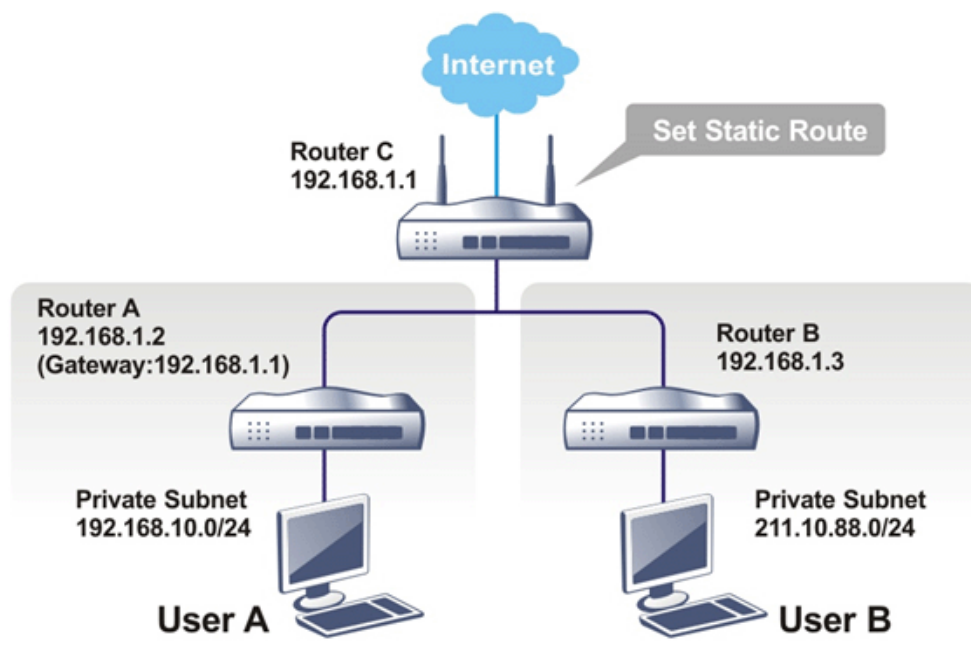 Internet
Set Static Route
Router C
192.168.1.1
Router A
192.168.1.2
(Gateway:192.168.1.1)
Router B
192.168.1.3
Private Subnet
192.168.10.0/24
Private Subnet
211.10.88.0/24
User A
User B